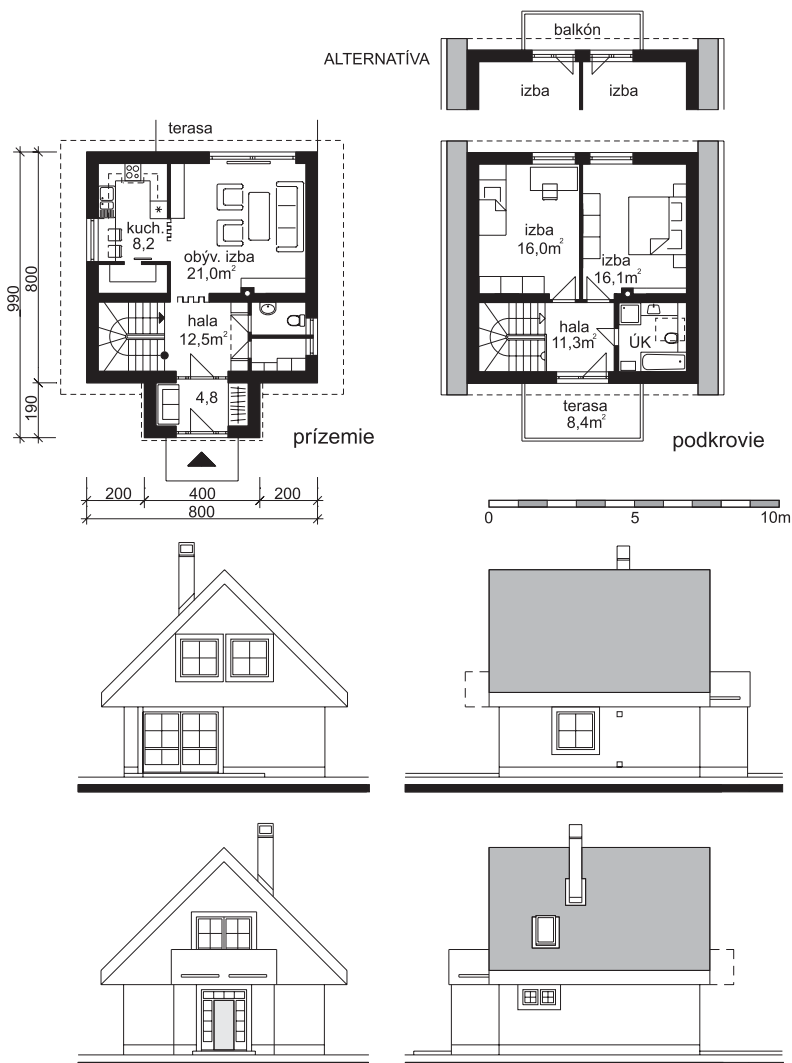 balkón
ALTERNATÍVA
izba
izba
terasa
kuch.
8,2
obýv. izba
21,0m²
hala
12,5m²
4,8
990
800
190
prízemie
200
400
200
800
izba
16,0m²
izba
16,1m²
hala
11,3m²
ÚK
terasa
8,4m²
podkrovie
0
5
10m